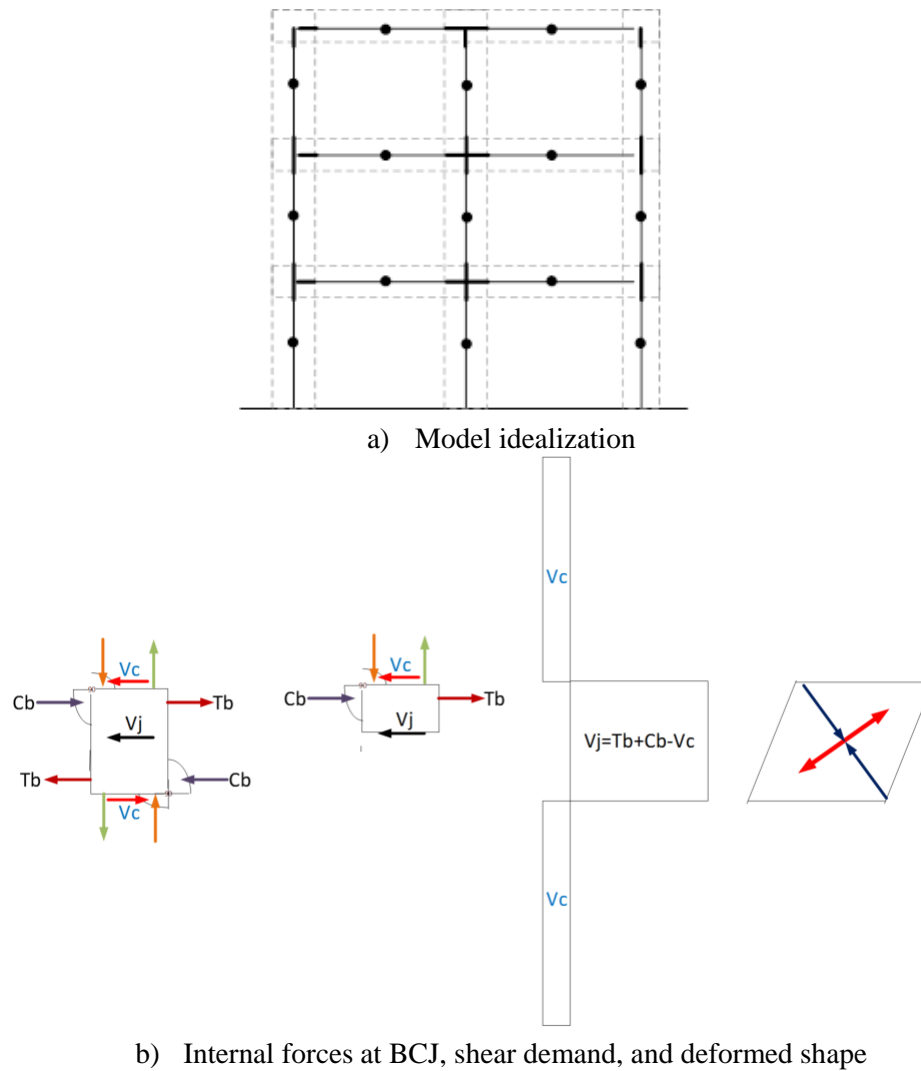 a) Model idealization
Vc
Vc
Cb
Tb
Vj
Tb
Cb
Vc
Vc
Cb
Tb
Vj
Vj=Tb+Cb-Vc
Vc
b) Internal forces at BCJ, shear demand, and deformed shape